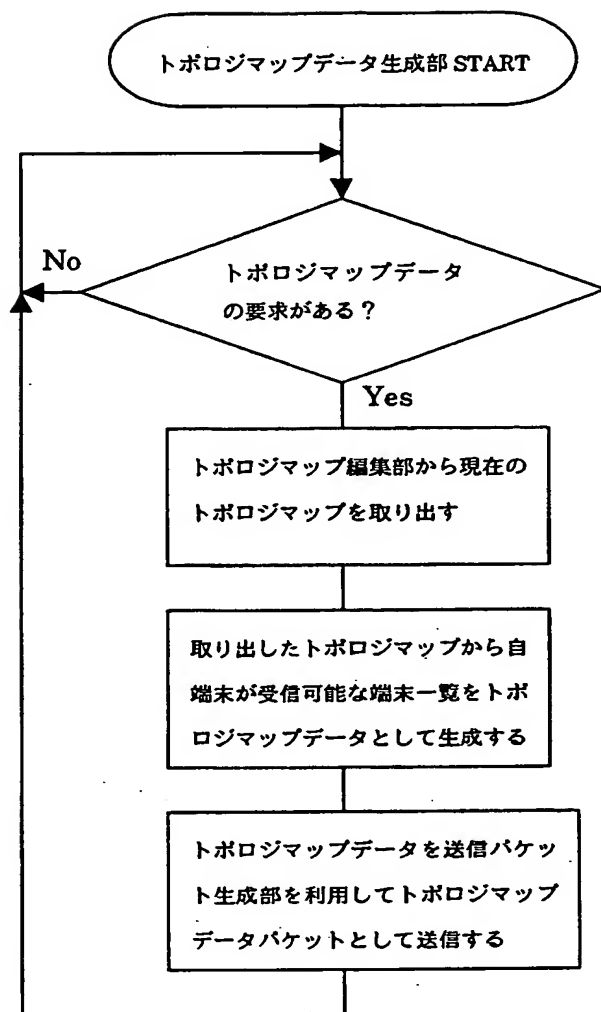 トポロジマップデータ生成部 START
トポロジマップデータ
の要求がある？
No
Yes
トポロジマップ編集部から現在の
トポロジマップを取り出す
取り出したトポロジマップから自
端末が受信可能な端末一覧をトポ
ロジマップデータとして生成する
トポロジマップデータを送信パケッ
ト生成部を利用してトポロジマップ
データパケットとして送信する